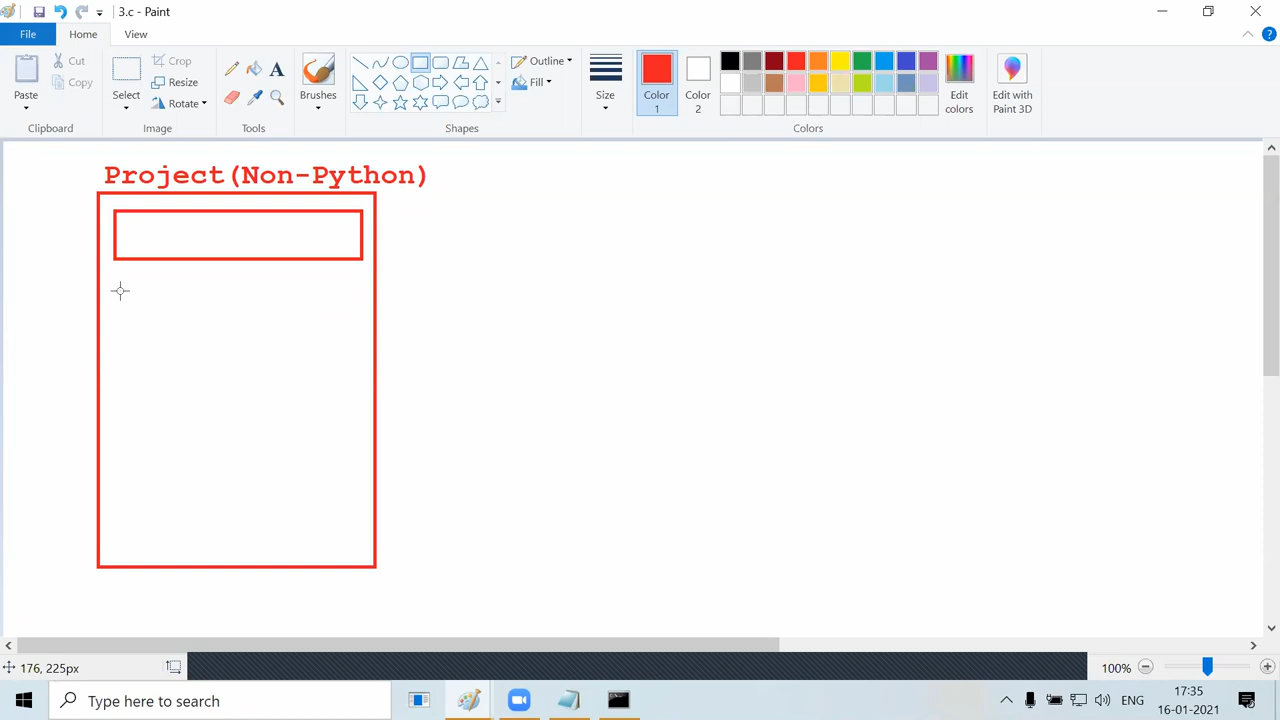 3.c - Paint
File
Home
View
Paste
Cut
Copy
Clipboard
Select
Crop
Resize
Rotate
Image
A
Tools
Brushes
Outline
Fill
Shapes
Size
Color
1
Color
2
Edit
colors
Colors
Edit with
Paint 3D
Project(Non-Python)
176, 225px
100%
Type here to search
ENG
17:35
16-01-2021